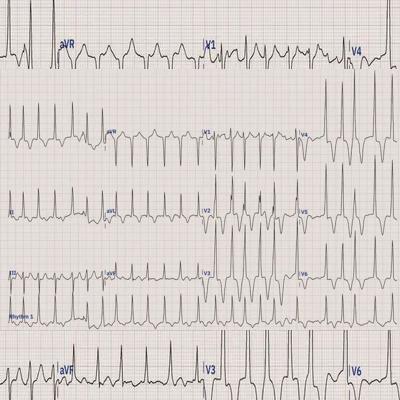 aVR V1 V4
aVR V1 V4
II aVL V2 V5
III aVF V3 V6
Rhythm 1
aVF V3 V6